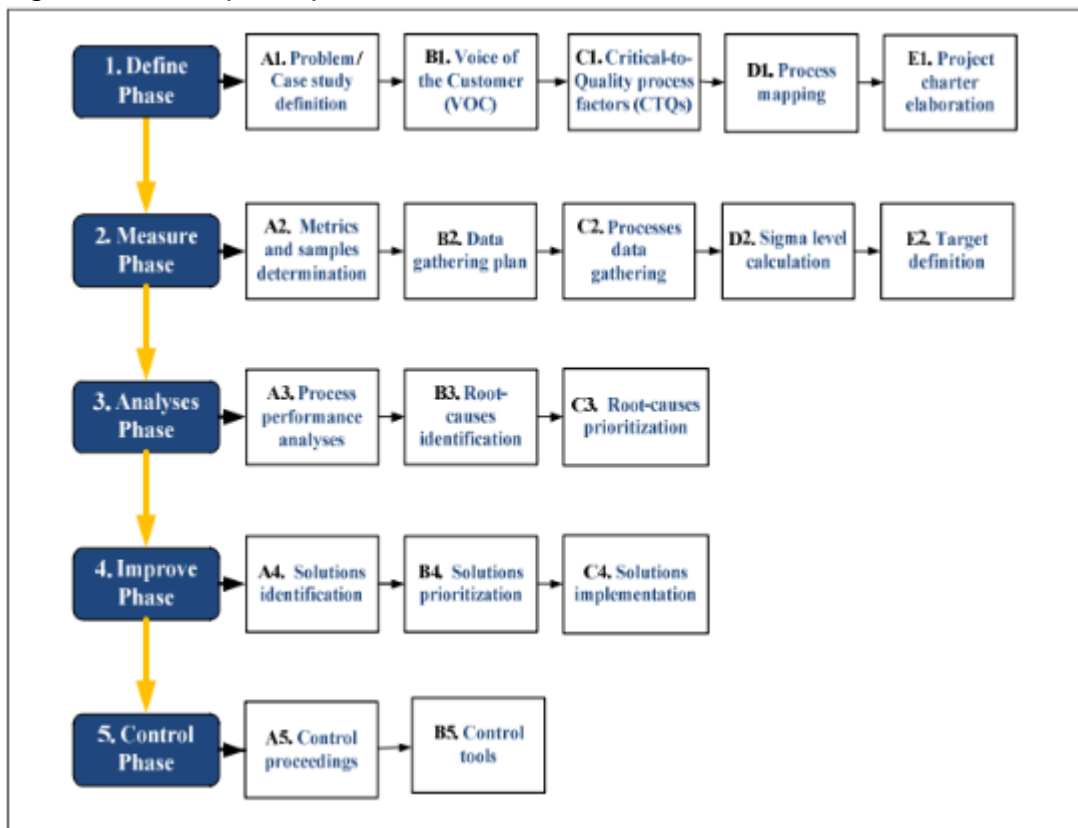 1. Define
Phase
A1. Problem/
Case study
definition
B1. Voice of
the Customer
(VOC)
C1. Critical-to-
Quality process
factors (CTQs)
D1. Process
mapping
E1. Project
charter
elaboration
2. Measure
Phase
A2. Metrics
and samples
determination
B2. Data
gathering plan
C2. Processes
data
gathering
D2. Sigma level
calculation
E2. Target
definition
3. Analyses
Phase
A3. Process
performance
analyses
B3. Root-
causes
identification
C3. Root-causes
prioritization
4. Improve
Phase
A4. Solutions
identification
B4. Solutions
prioritization
C4. Solutions
implementation
5. Control
Phase
A5. Control
proceedings
B5. Control
tools